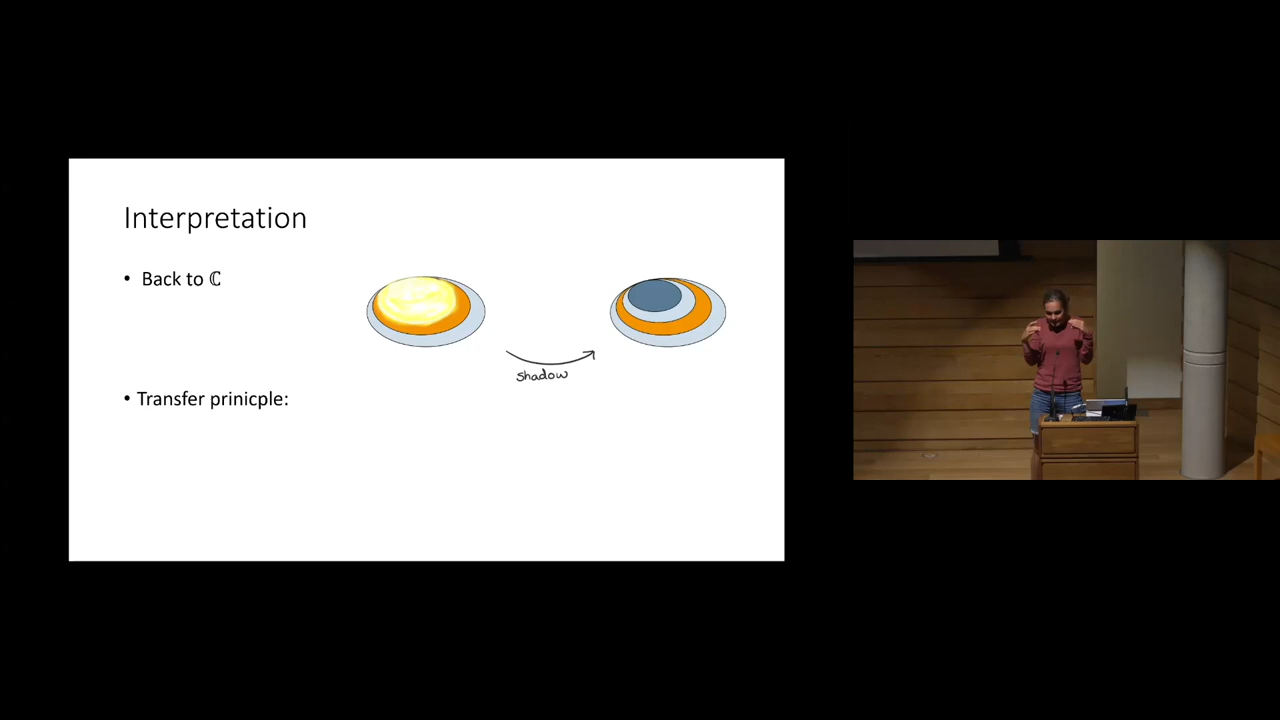 Interpretation
• Back to ℂ
shadow
• Transfer prinicple: